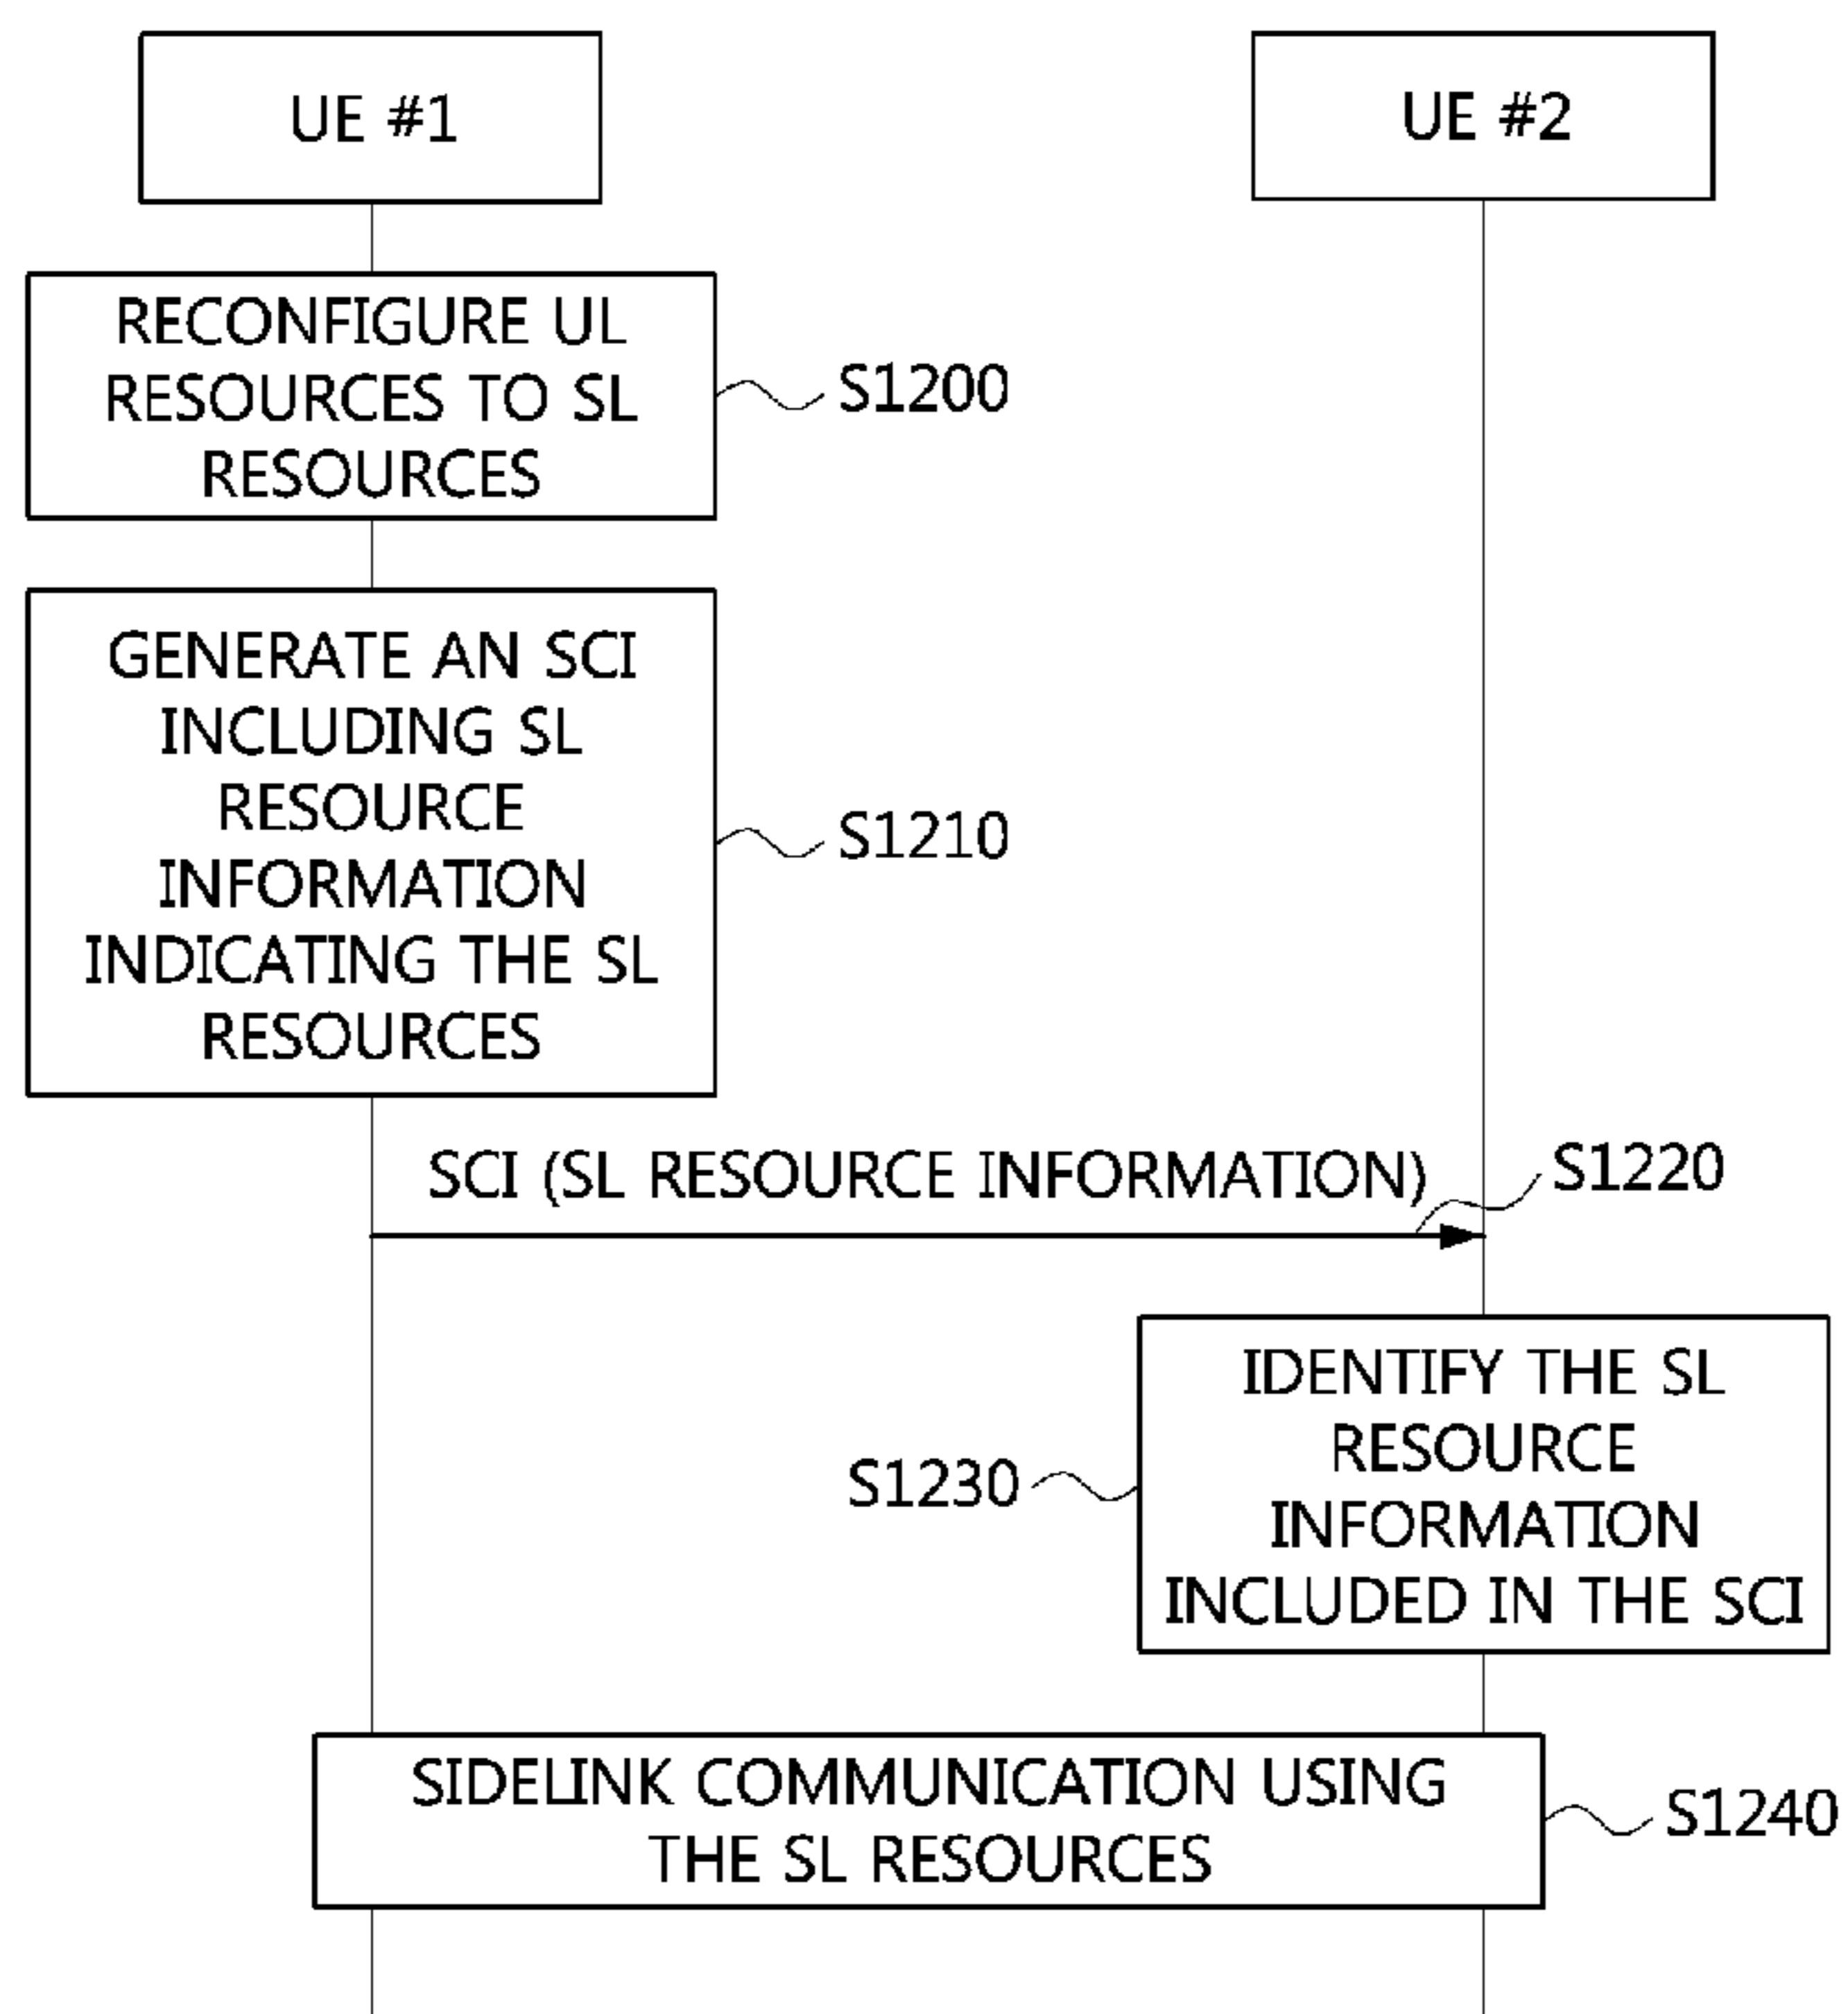 UE #1
UE #2
RECONFIGURE UL
RESOURCES TO SL
RESOURCES
S1200
GENERATE AN SCI
INCLUDING SL
RESOURCE
INFORMATION
INDICATING THE SL
RESOURCES
S1210
SCI (SL RESOURCE INFORMATION)
S1220
IDENTIFY THE SL
RESOURCE
INFORMATION
INCLUDED IN THE SCI
S1230
SIDELINK COMMUNICATION USING
THE SL RESOURCES
S1240